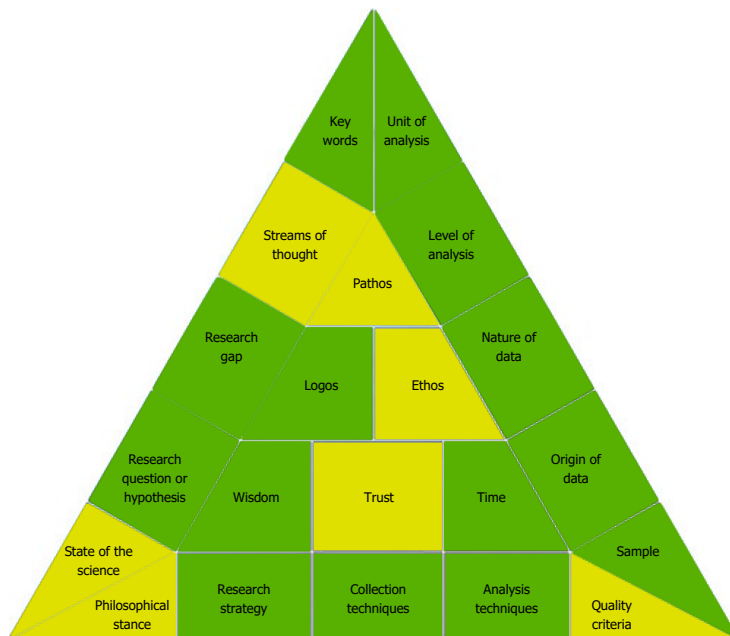 Key
words
Unit of
analysis
Streams of
thought
Level of
analysis
Pathos
Research
gap
Nature of
data
Logos
Ethos
Research
question or
hypothesis
Origin of
data
Wisdom
Trust
Time
State of the
science
Sample
Philosophical
stance
Research
strategy
Collection
techniques
Analysis
techniques
Quality
criteria